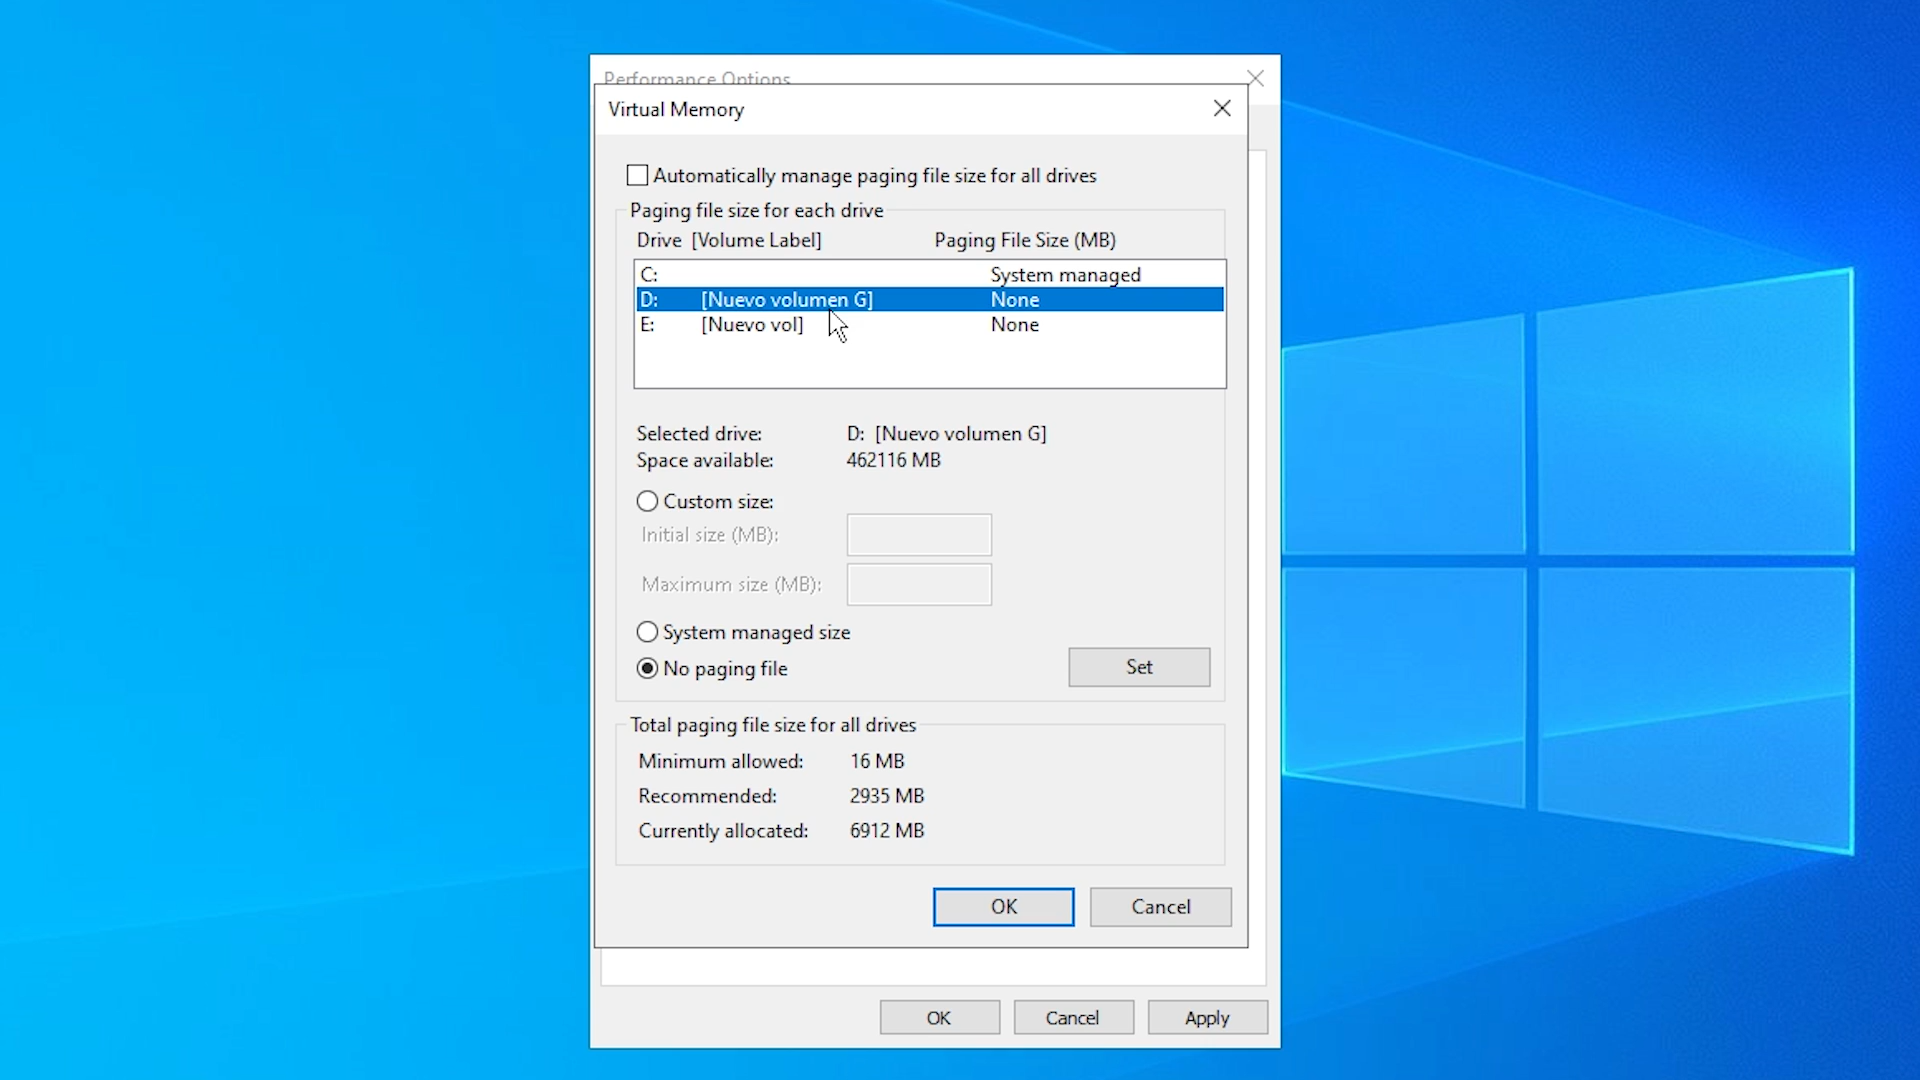 Performance Options
Virtual Memory
Automatically manage paging file size for all drives
Paging file size for each drive
Drive [Volume Label] Paging File Size (MB)
C: System managed
D: [Nuevo volumen G] None
E: [Nuevo vol] None
Selected drive: D: [Nuevo volumen G]
Space available: 462116 MB
Custom size:
Initial size (MB):
Maximum size (MB):
System managed size
No paging file
Set
Total paging file size for all drives
Minimum allowed: 16 MB
Recommended: 2935 MB
Currently allocated: 6912 MB
OK Cancel
OK Cancel Apply